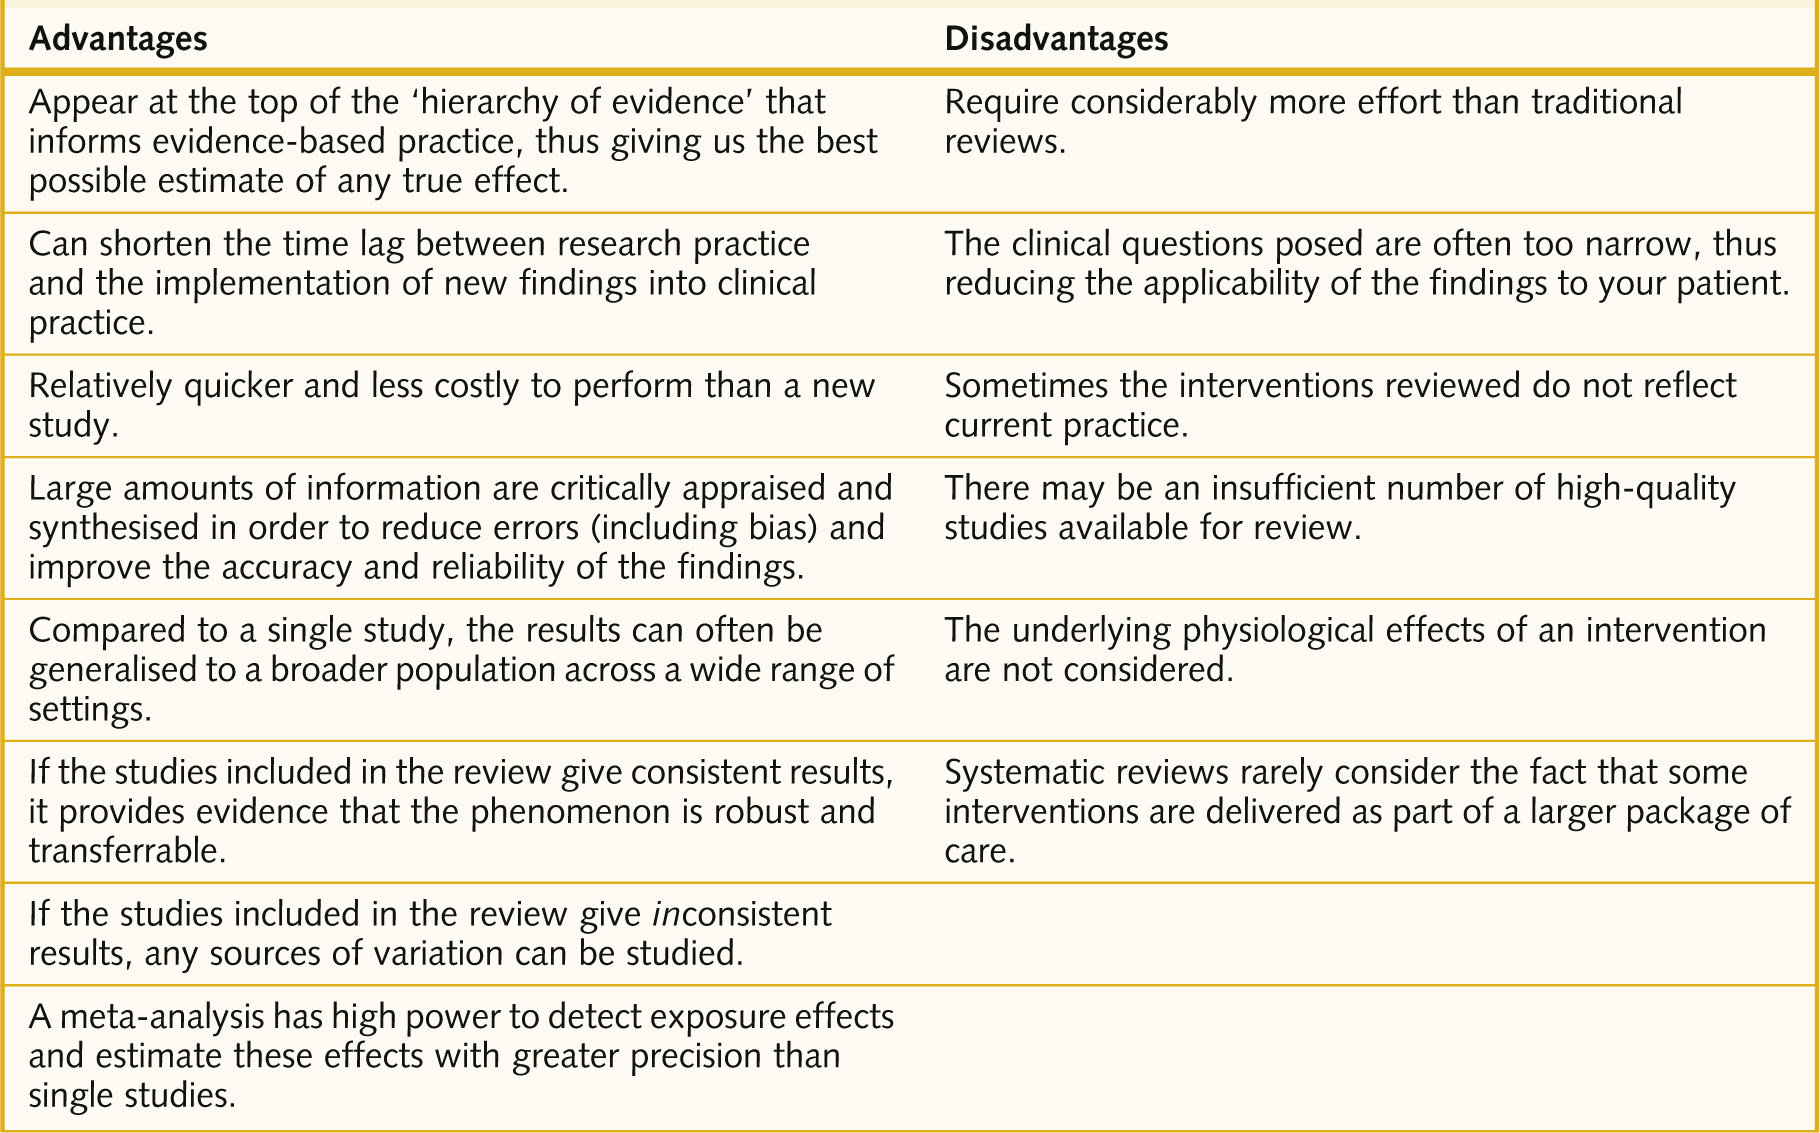 Advantages
Disadvantages
Appear at the top of the ‘hierarchy of evidence’ that
informs evidence-based practice, thus giving us the best
possible estimate of any true effect.
Require considerably more effort than traditional
reviews.
Can shorten the time lag between research practice
and the implementation of new findings into clinical
practice.
The clinical questions posed are often too narrow, thus
reducing the applicability of the findings to your patient.
Relatively quicker and less costly to perform than a new
study.
Sometimes the interventions reviewed do not reflect
current practice.
Large amounts of information are critically appraised and
synthesised in order to reduce errors (including bias) and
improve the accuracy and reliability of the findings.
There may be an insufficient number of high-quality
studies available for review.
Compared to a single study, the results can often be
generalised to a broader population across a wide range of
settings.
The underlying physiological effects of an intervention
are not considered.
If the studies included in the review give consistent results,
it provides evidence that the phenomenon is robust and
transferrable.
Systematic reviews rarely consider the fact that some
interventions are delivered as part of a larger package of
care.
If the studies included in the review give inconsistent
results, any sources of variation can be studied.
A meta-analysis has high power to detect exposure effects
and estimate these effects with greater precision than
single studies.